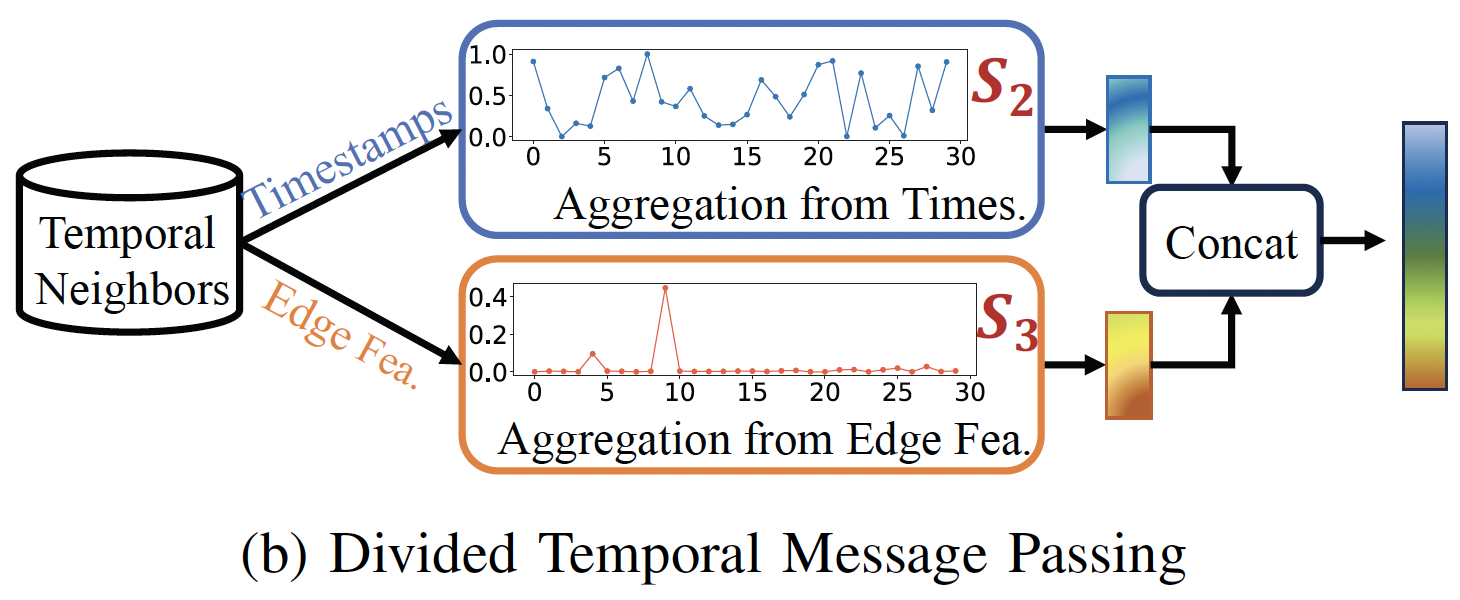 Temporal
Neighbors
Timestamps
Edge Fea.
1.0
0.5
0.0
0 5 10 15 20 25 30
S2
Aggregation from Times.
0.4
0.2
0.0
0 5 10 15 20 25 30
S3
Aggregation from Edge Fea.
Concat
(b) Divided Temporal Message Passing